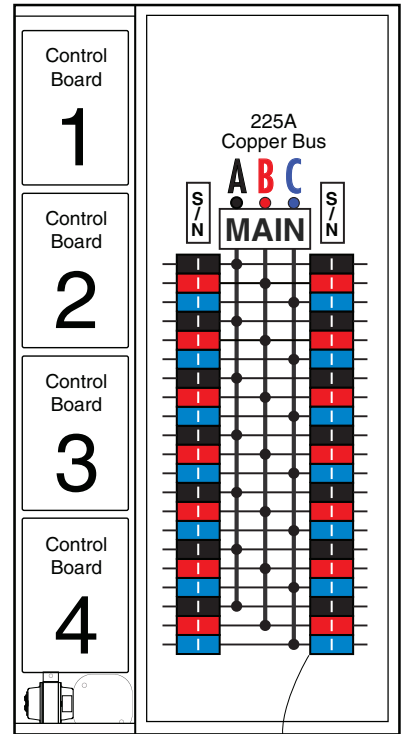 Control
Board
1
Control
Board
2
Control
Board
3
Control
Board
4
225A
Copper Bus
A B C
S/N
MAIN
S/N